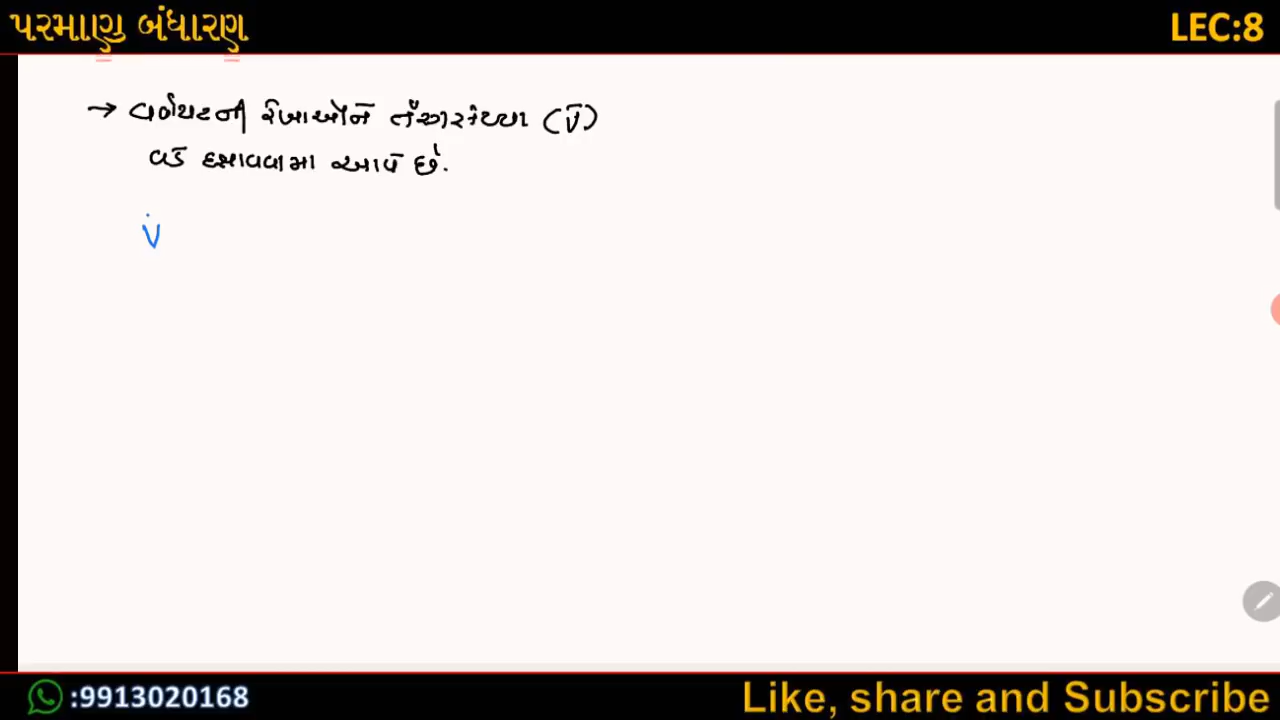 પરમાણુ બંધારણ
LEC:8
→ વર્ણપટની રેખાઓને તરંગસંખ્યા (ν̅)
વડે દર્શાવવામાં આવે છે.
ν
:9913020168
Like, share and Subscribe